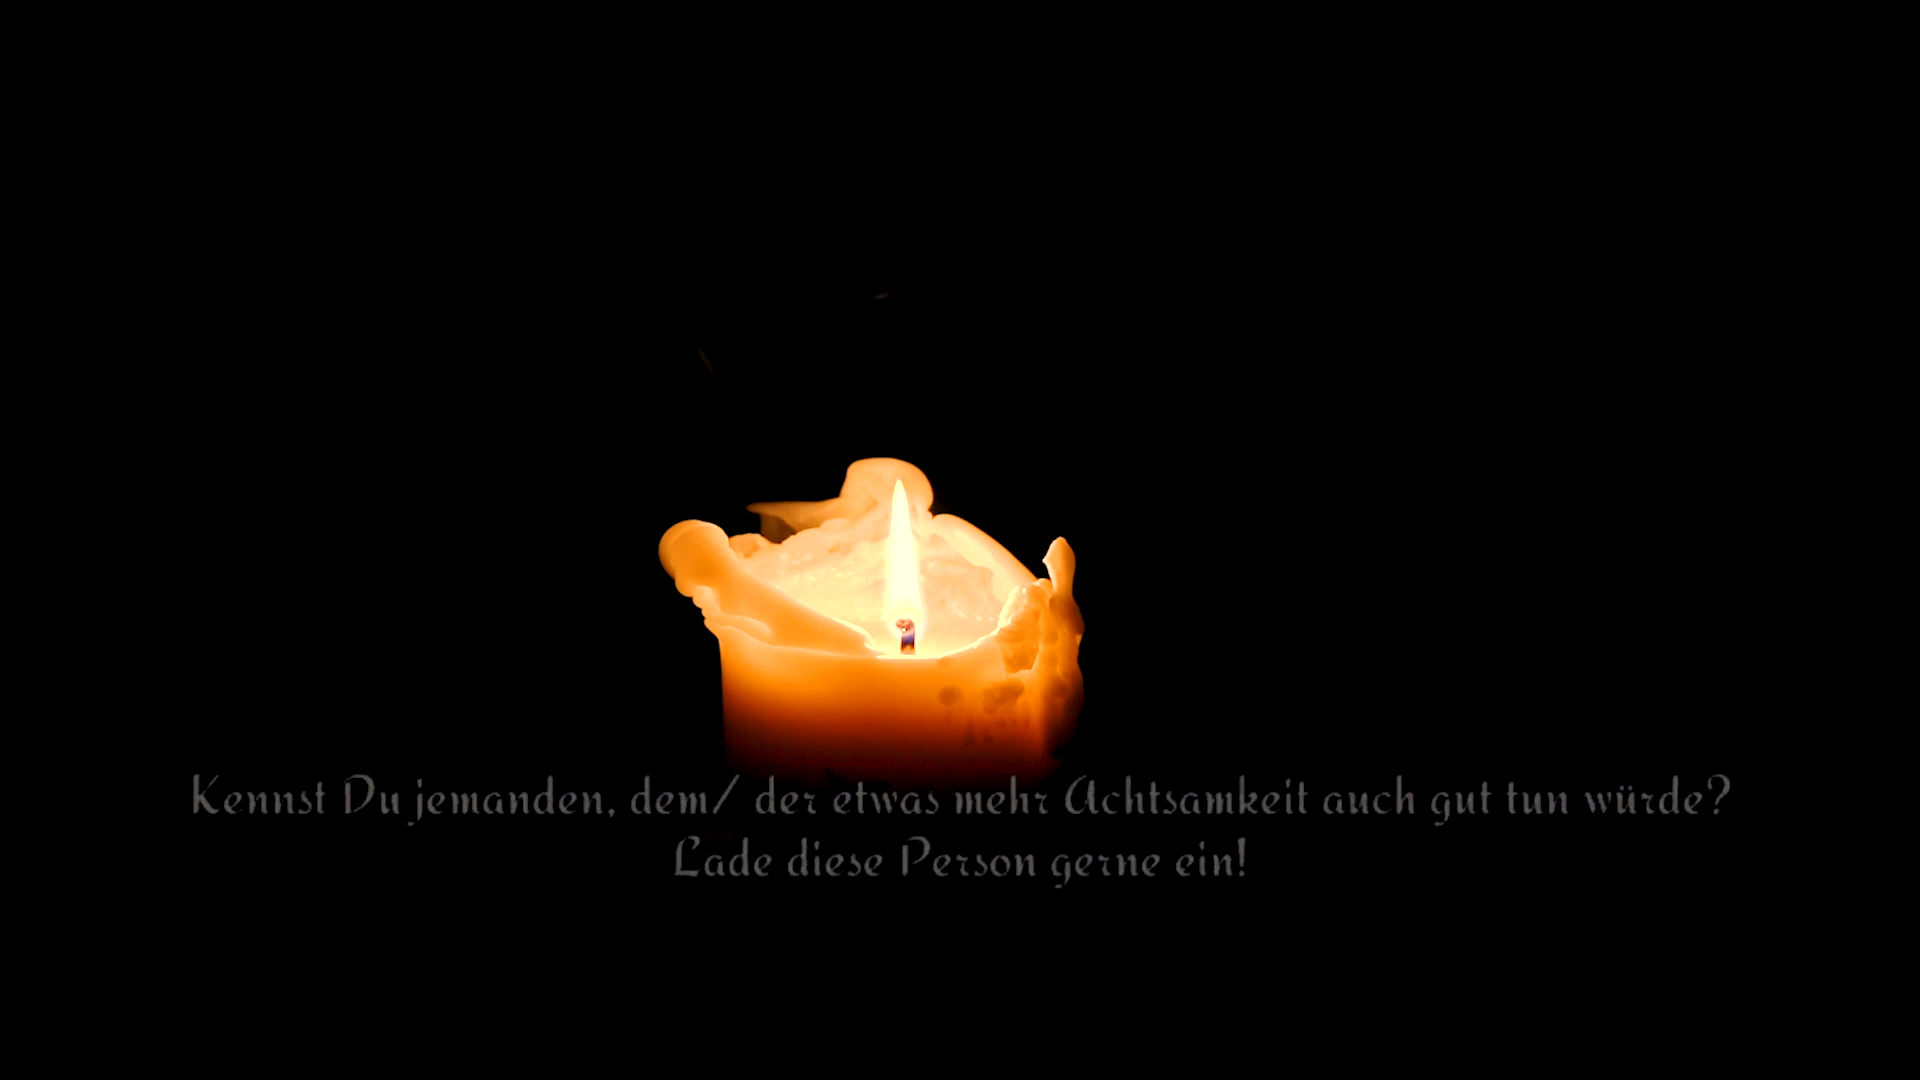 Kennst Du jemanden, dem/ der etwas mehr Achtsamkeit auch gut tun würde?
Lade diese Person gerne ein!